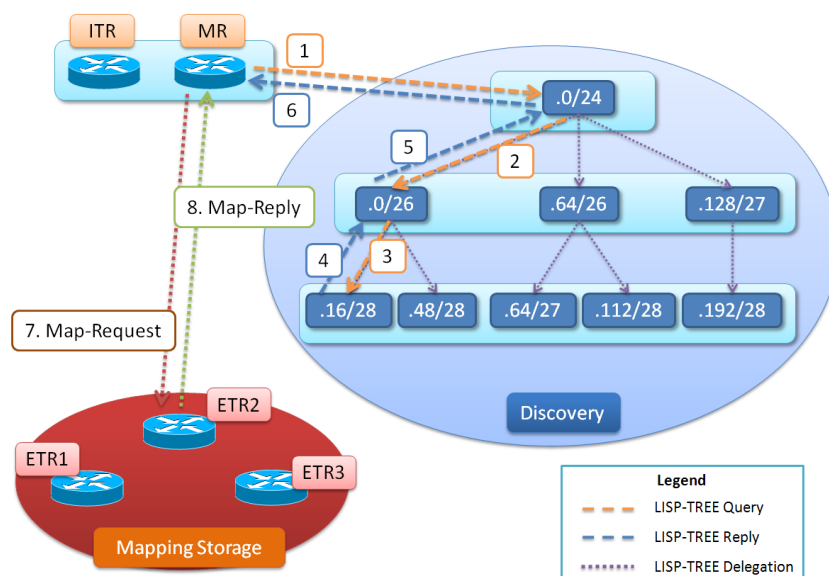 ITR
MR
1
6
.0/24
5
2
.0/26
.64/26
.128/27
8. Map-Reply
4
3
.16/28
.48/28
.64/27
.112/28
.192/28
7. Map-Request
Discovery
ETR2
ETR1
ETR3
Mapping Storage
Legend
LISP-TREE Query
LISP-TREE Reply
LISP-TREE Delegation